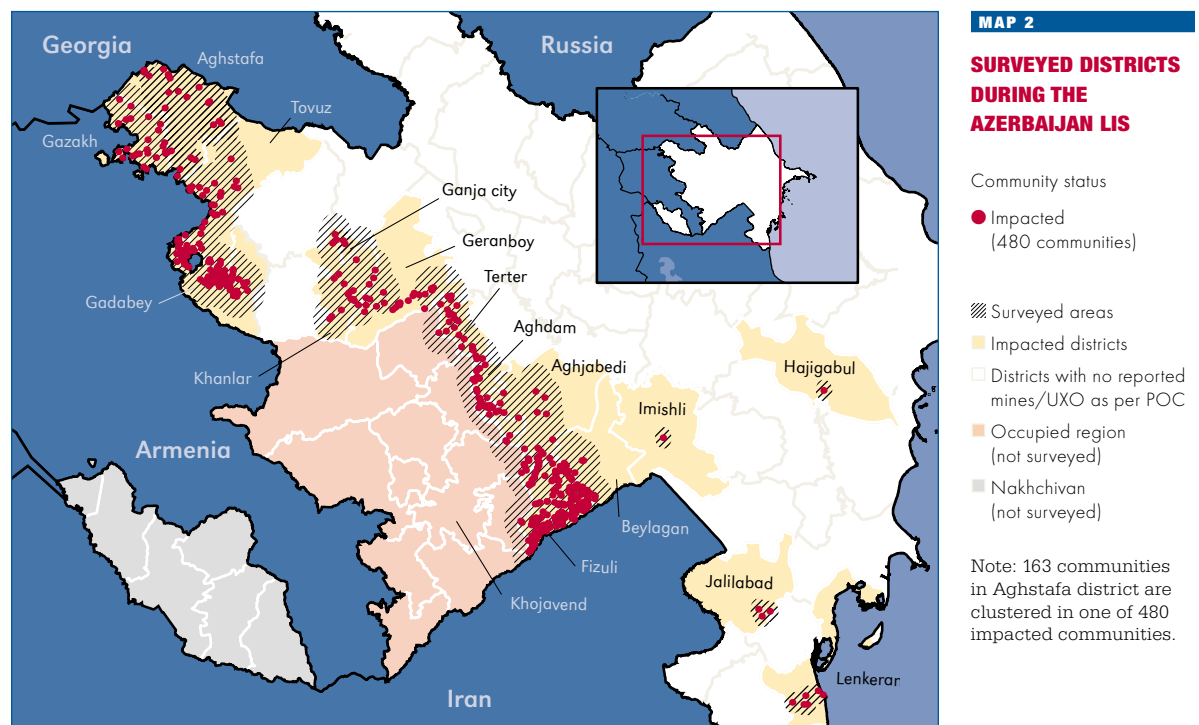 Georgia
Russia
Aghstafa
Tovuz
Gazakh
Ganja city
Geranboy
Terter
Gadabey
Aghdam
Khanlar
Aghjabedi
Hajigabul
Imishli
Armenia
Beylagan
Fizuli
Jalilabad
Khojavend
Lenkeran
Iran
MAP 2
SURVEYED DISTRICTS
DURING THE
AZERBAIJAN LIS
Community status
Impacted
(480 communities)
Surveyed areas
Impacted districts
Districts with no reported
mines/UXO as per POC
Occupied region
(not surveyed)
Nakhchivan
(not surveyed)
Note: 163 communities
in Aghstafa district are
clustered in one of 480
impacted communities.